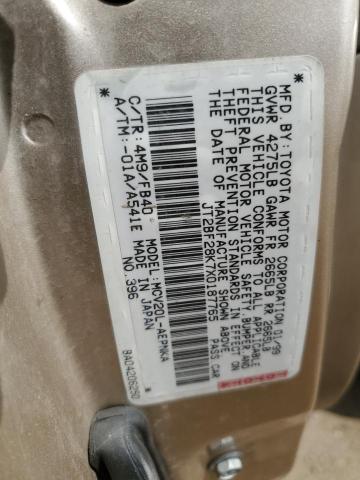 MFD. BY: TOYOTA MOTOR CORPORATION 01/99
GVWR 4275LB GAWR FR 2665LB RR 2665LB
THIS VEHICLE CONFORMS TO ALL APPLICABLE
FEDERAL MOTOR VEHICLE SAFETY, BUMPER, AND
THEFT PREVENTION STANDARDS IN EFFECT ON
THE DATE OF MANUFACTURE SHOWN ABOVE.
JT2BF28K7X0187765 PASS. CAR
*
*
C/TR: 4M9/FB40 MODEL: MCV20L-AEPNKA
A/TM: -01A/A541E MADE IN JAPAN
NO. 396
BA04206250